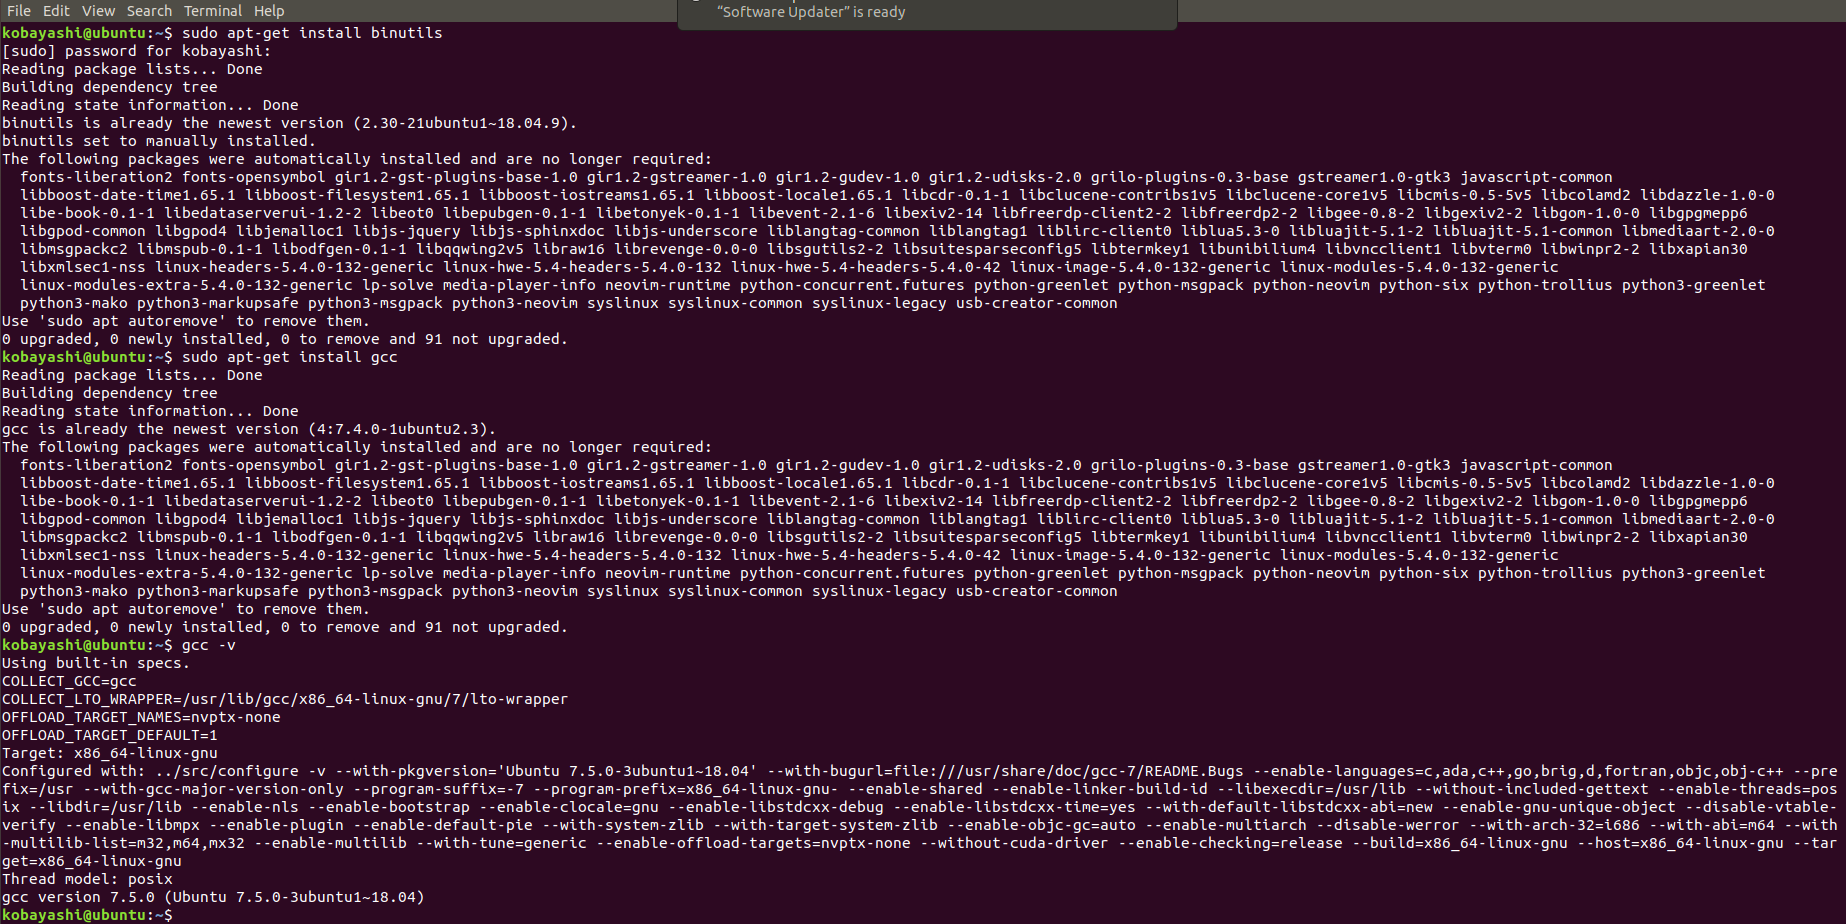 File Edit View Search Terminal Help
“Software Updater” is ready
kobayashi@ubuntu:~$ sudo apt-get install binutils
[sudo] password for kobayashi:
Reading package lists... Done
Building dependency tree
Reading state information... Done
binutils is already the newest version (2.30-21ubuntu1~18.04.9).
binutils set to manually installed.
The following packages were automatically installed and are no longer required:
  fonts-liberation2 fonts-opensymbol gir1.2-gst-plugins-base-1.0 gir1.2-gstreamer-1.0 gir1.2-gudev-1.0 gir1.2-udisks-2.0 grilo-plugins-0.3-base gstreamer1.0-gtk3 javascript-common
  libboost-date-time1.65.1 libboost-filesystem1.65.1 libboost-iostreams1.65.1 libboost-locale1.65.1 libcdr-0.1-1 libclucene-contribs1v5 libclucene-core1v5 libcmis-0.5-5v5 libcolamd2 libdazzle-1.0-0
  libe-book-0.1-1 libedataserverui-1.2-2 libeot0 libepubgen-0.1-1 libetonyek-0.1-1 libevent-2.1-6 libexiv2-14 libfreerdp-client2-2 libfreerdp2-2 libgee-0.8-2 libgexiv2-2 libgom-1.0-0 libgpgmepp6
  libgpod-common libgpod4 libjemalloc1 libjs-jquery libjs-sphinxdoc libjs-underscore liblangtag-common liblangtag1 liblirc-client0 liblua5.3-0 libluajit-5.1-2 libluajit-5.1-common libmediaart-2.0-0
  libmsgpackc2 libmspub-0.1-1 libodfgen-0.1-1 libqqwing2v5 libraw16 librevenge-0.0-0 libsgutils2-2 libsuitesparseconfig5 libtermkey1 libunibilium4 libvncclient1 libvterm0 libwinpr2-2 libxapian30
  libxmlsec1-nss linux-headers-5.4.0-132-generic linux-hwe-5.4-headers-5.4.0-132 linux-hwe-5.4-headers-5.4.0-42 linux-image-5.4.0-132-generic linux-modules-5.4.0-132-generic
  linux-modules-extra-5.4.0-132-generic lp-solve media-player-info neovim-runtime python-concurrent.futures python-greenlet python-msgpack python-neovim python-six python-trollius python3-greenlet
  python3-mako python3-markupsafe python3-msgpack python3-neovim syslinux syslinux-common syslinux-legacy usb-creator-common
Use 'sudo apt autoremove' to remove them.
0 upgraded, 0 newly installed, 0 to remove and 91 not upgraded.
kobayashi@ubuntu:~$ sudo apt-get install gcc
Reading package lists... Done
Building dependency tree
Reading state information... Done
gcc is already the newest version (4:7.4.0-1ubuntu2.3).
The following packages were automatically installed and are no longer required:
  fonts-liberation2 fonts-opensymbol gir1.2-gst-plugins-base-1.0 gir1.2-gstreamer-1.0 gir1.2-gudev-1.0 gir1.2-udisks-2.0 grilo-plugins-0.3-base gstreamer1.0-gtk3 javascript-common
  libboost-date-time1.65.1 libboost-filesystem1.65.1 libboost-iostreams1.65.1 libboost-locale1.65.1 libcdr-0.1-1 libclucene-contribs1v5 libclucene-core1v5 libcmis-0.5-5v5 libcolamd2 libdazzle-1.0-0
  libe-book-0.1-1 libedataserverui-1.2-2 libeot0 libepubgen-0.1-1 libetonyek-0.1-1 libevent-2.1-6 libexiv2-14 libfreerdp-client2-2 libfreerdp2-2 libgee-0.8-2 libgexiv2-2 libgom-1.0-0 libgpgmepp6
  libgpod-common libgpod4 libjemalloc1 libjs-jquery libjs-sphinxdoc libjs-underscore liblangtag-common liblangtag1 liblirc-client0 liblua5.3-0 libluajit-5.1-2 libluajit-5.1-common libmediaart-2.0-0
  libmsgpackc2 libmspub-0.1-1 libodfgen-0.1-1 libqqwing2v5 libraw16 librevenge-0.0-0 libsgutils2-2 libsuitesparseconfig5 libtermkey1 libunibilium4 libvncclient1 libvterm0 libwinpr2-2 libxapian30
  libxmlsec1-nss linux-headers-5.4.0-132-generic linux-hwe-5.4-headers-5.4.0-132 linux-hwe-5.4-headers-5.4.0-42 linux-image-5.4.0-132-generic linux-modules-5.4.0-132-generic
  linux-modules-extra-5.4.0-132-generic lp-solve media-player-info neovim-runtime python-concurrent.futures python-greenlet python-msgpack python-neovim python-six python-trollius python3-greenlet
  python3-mako python3-markupsafe python3-msgpack python3-neovim syslinux syslinux-common syslinux-legacy usb-creator-common
Use 'sudo apt autoremove' to remove them.
0 upgraded, 0 newly installed, 0 to remove and 91 not upgraded.
kobayashi@ubuntu:~$ gcc -v
Using built-in specs.
COLLECT_GCC=gcc
COLLECT_LTO_WRAPPER=/usr/lib/gcc/x86_64-linux-gnu/7/lto-wrapper
OFFLOAD_TARGET_NAMES=nvptx-none
OFFLOAD_TARGET_DEFAULT=1
Target: x86_64-linux-gnu
Configured with: ../src/configure -v --with-pkgversion='Ubuntu 7.5.0-3ubuntu1~18.04' --with-bugurl=file:///usr/share/doc/gcc-7/README.Bugs --enable-languages=c,ada,c++,go,brig,d,fortran,objc,obj-c++ --pre
fix=/usr --with-gcc-major-version-only --program-suffix=-7 --program-prefix=x86_64-linux-gnu- --enable-shared --enable-linker-build-id --libexecdir=/usr/lib --without-included-gettext --enable-threads=pos
ix --libdir=/usr/lib --enable-nls --enable-bootstrap --enable-clocale=gnu --enable-libstdcxx-debug --enable-libstdcxx-time=yes --with-default-libstdcxx-abi=new --enable-gnu-unique-object --disable-vtable-
verify --enable-libmpx --enable-plugin --enable-default-pie --with-system-zlib --with-target-system-zlib --enable-objc-gc=auto --enable-multiarch --disable-werror --with-arch-32=i686 --with-abi=m64 --with
-multilib-list=m32,m64,mx32 --enable-multilib --with-tune=generic --enable-offload-targets=nvptx-none --without-cuda-driver --enable-checking=release --build=x86_64-linux-gnu --host=x86_64-linux-gnu --tar
get=x86_64-linux-gnu
Thread model: posix
gcc version 7.5.0 (Ubuntu 7.5.0-3ubuntu1~18.04)
kobayashi@ubuntu:~$